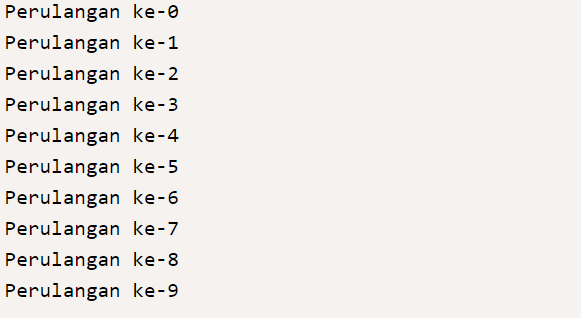 Perulangan ke-0
Perulangan ke-1
Perulangan ke-2
Perulangan ke-3
Perulangan ke-4
Perulangan ke-5
Perulangan ke-6
Perulangan ke-7
Perulangan ke-8
Perulangan ke-9